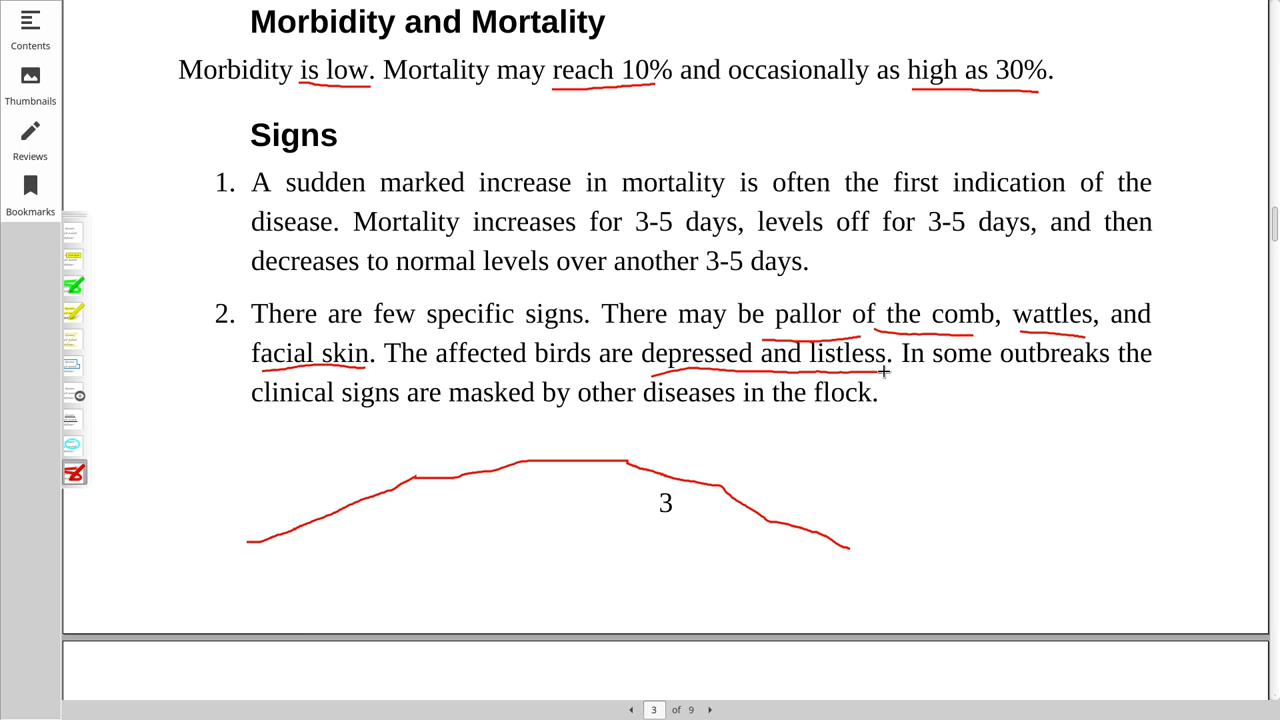 Morbidity and Mortality
Contents
Morbidity is low. Mortality may reach 10% and occasionally as high as 30%.
Thumbnails
Signs
Reviews
1. A sudden marked increase in mortality is often the first indication of the
Bookmarks
disease. Mortality increases for 3-5 days, levels off for 3-5 days, and then
decreases to normal levels over another 3-5 days.
2. There are few specific signs. There may be pallor of the comb, wattles, and
facial skin. The affected birds are depressed and listless. In some outbreaks the
clinical signs are masked by other diseases in the flock.
3
3 of 9